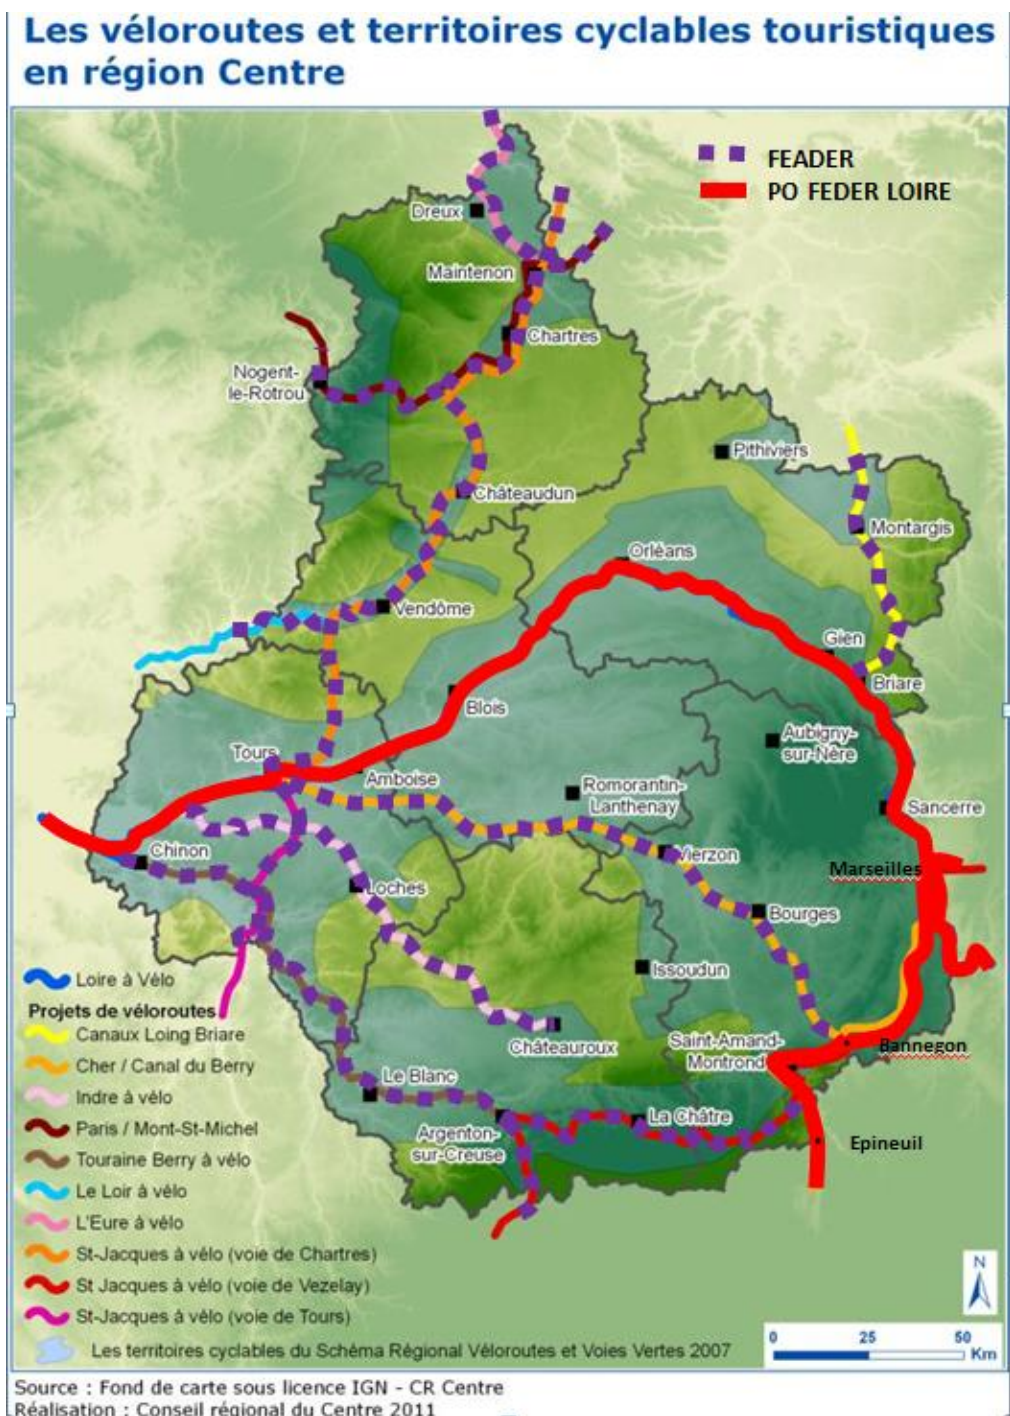 Les véloroutes et territoires cyclables touristiques
en région Centre
FEADER
PO FEDER LOIRE
Dreux
Maintenon
Chartres
Nogent-
le-Rotrou
Pithiviers
Châteaudun
Montargis
Orléans
Vendôme
Gien
Briare
Blois
Aubigny-
sur-Nère
Tours
Amboise
Romorantin-
Lanthenay
Sancerre
Chinon
Vierzon
Marseilles
Loches
Bourges
Issoudun
Loire à Vélo
Projets de véloroutes
Canaux Loing Briare
Cher / Canal du Berry
Indre à vélo
Paris / Mont-St-Michel
Touraine Berry à vélo
Le Loir à vélo
L'Eure à vélo
St-Jacques à vélo (voie de Chartres)
St Jacques à vélo (voie de Vezelay)
St-Jacques à vélo (voie de Tours)
Les territoires cyclables du Schéma Régional Véloroutes et Voies Vertes 2007
Châteauroux
Saint-Amand-
Montrond
Bannegon
Le Blanc
La Châtre
Argenton-
sur-Creuse
Epineuil
N
0 25 50
Km
Source : Fond de carte sous licence IGN - CR Centre
Réalisation : Conseil régional du Centre 2011